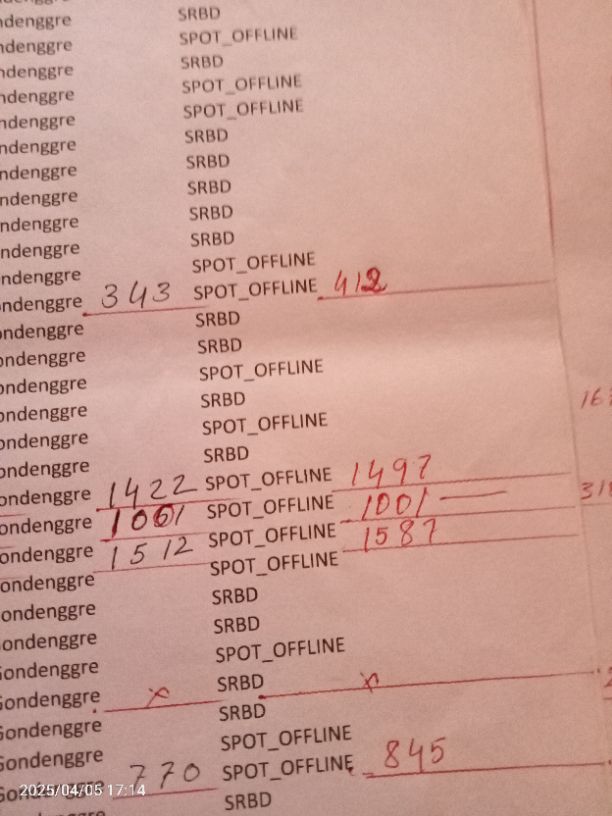 ndenggre SRBD
ndenggre SPOT_OFFLINE
ndenggre SRBD
ndenggre SPOT_OFFLINE
ndenggre SPOT_OFFLINE
ndenggre SRBD
ndenggre SRBD
ndenggre SRBD
ndenggre SRBD
ndenggre SRBD
ndenggre SPOT_OFFLINE
ondenggre 343 SPOT_OFFLINE 412
ondenggre SRBD
ondenggre SRBD
ondenggre SPOT_OFFLINE
ondenggre SRBD
ondenggre SPOT_OFFLINE
ondenggre SRBD
ondenggre 1422 SPOT_OFFLINE 1497
ondenggre 1001 SPOT_OFFLINE 1001
ondenggre 1512 SPOT_OFFLINE 1587
ondenggre SPOT_OFFLINE
ondenggre SRBD
ondenggre SRBD
Gondenggre SPOT_OFFLINE
Gondenggre x SRBD x
Gondenggre SRBD
Gondenggre SPOT_OFFLINE
770 SPOT_OFFLINE 845
SRBD
2025/04/05 17:14